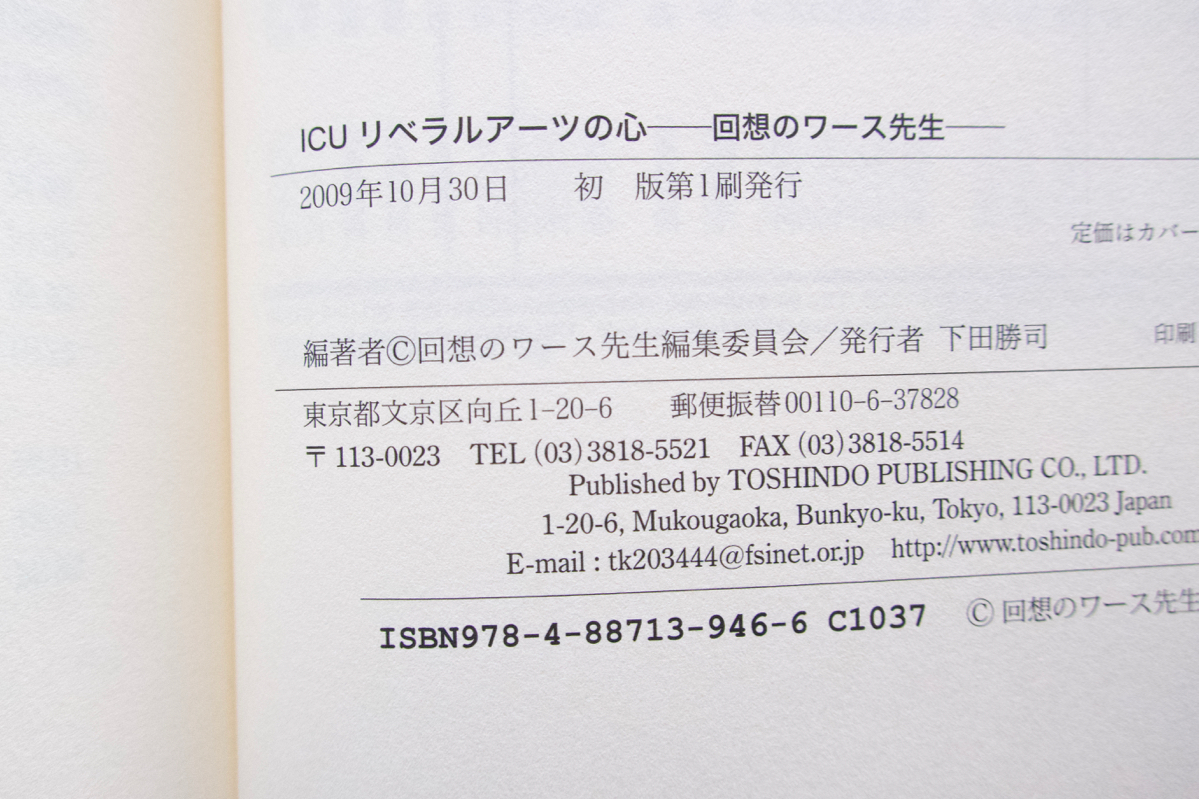 ICU リベラルアーツの心――回想のワース先生――
2009年10月30日　　初　版第1刷発行
定価はカバー
編著者Ⓒ回想のワース先生編集委員会／発行者 下田勝司　　印刷
東京都文京区向丘1-20-6　　郵便振替00110-6-37828
〒113-0023　TEL (03)3818-5521　FAX (03)3818-5514
Published by TOSHINDO PUBLISHING CO., LTD.
1-20-6, Mukougaoka, Bunkyo-ku, Tokyo, 113-0023 Japan
E-mail : tk203444@fsinet.or.jp　http://www.toshindo-pub.com
ISBN978-4-88713-946-6 C1037　Ⓒ 回想のワース先生